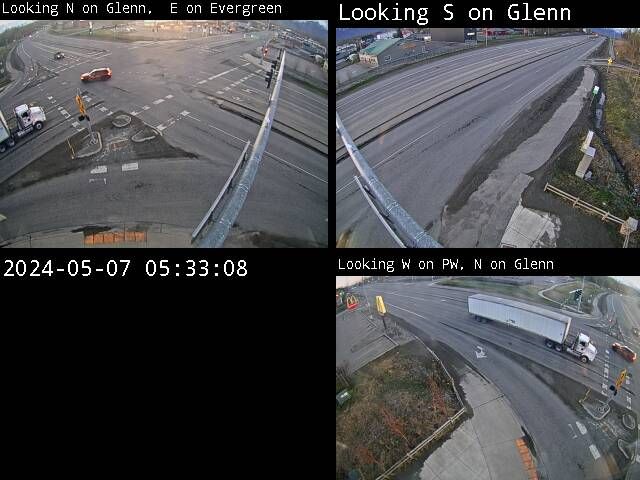 Looking N on Glenn,  E on Evergreen
Looking S on Glenn
2024-05-07 05:33:08
Looking W on PW, N on Glenn